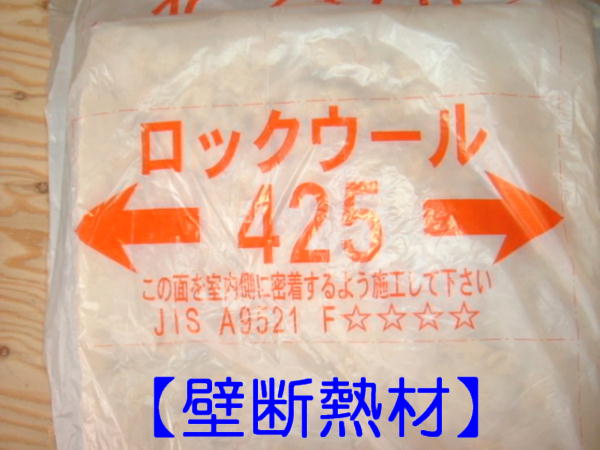 ロックウール
425
この面を室内側に密着するよう施工して下さい
JIS A9521 F☆☆☆☆
【壁断熱材】